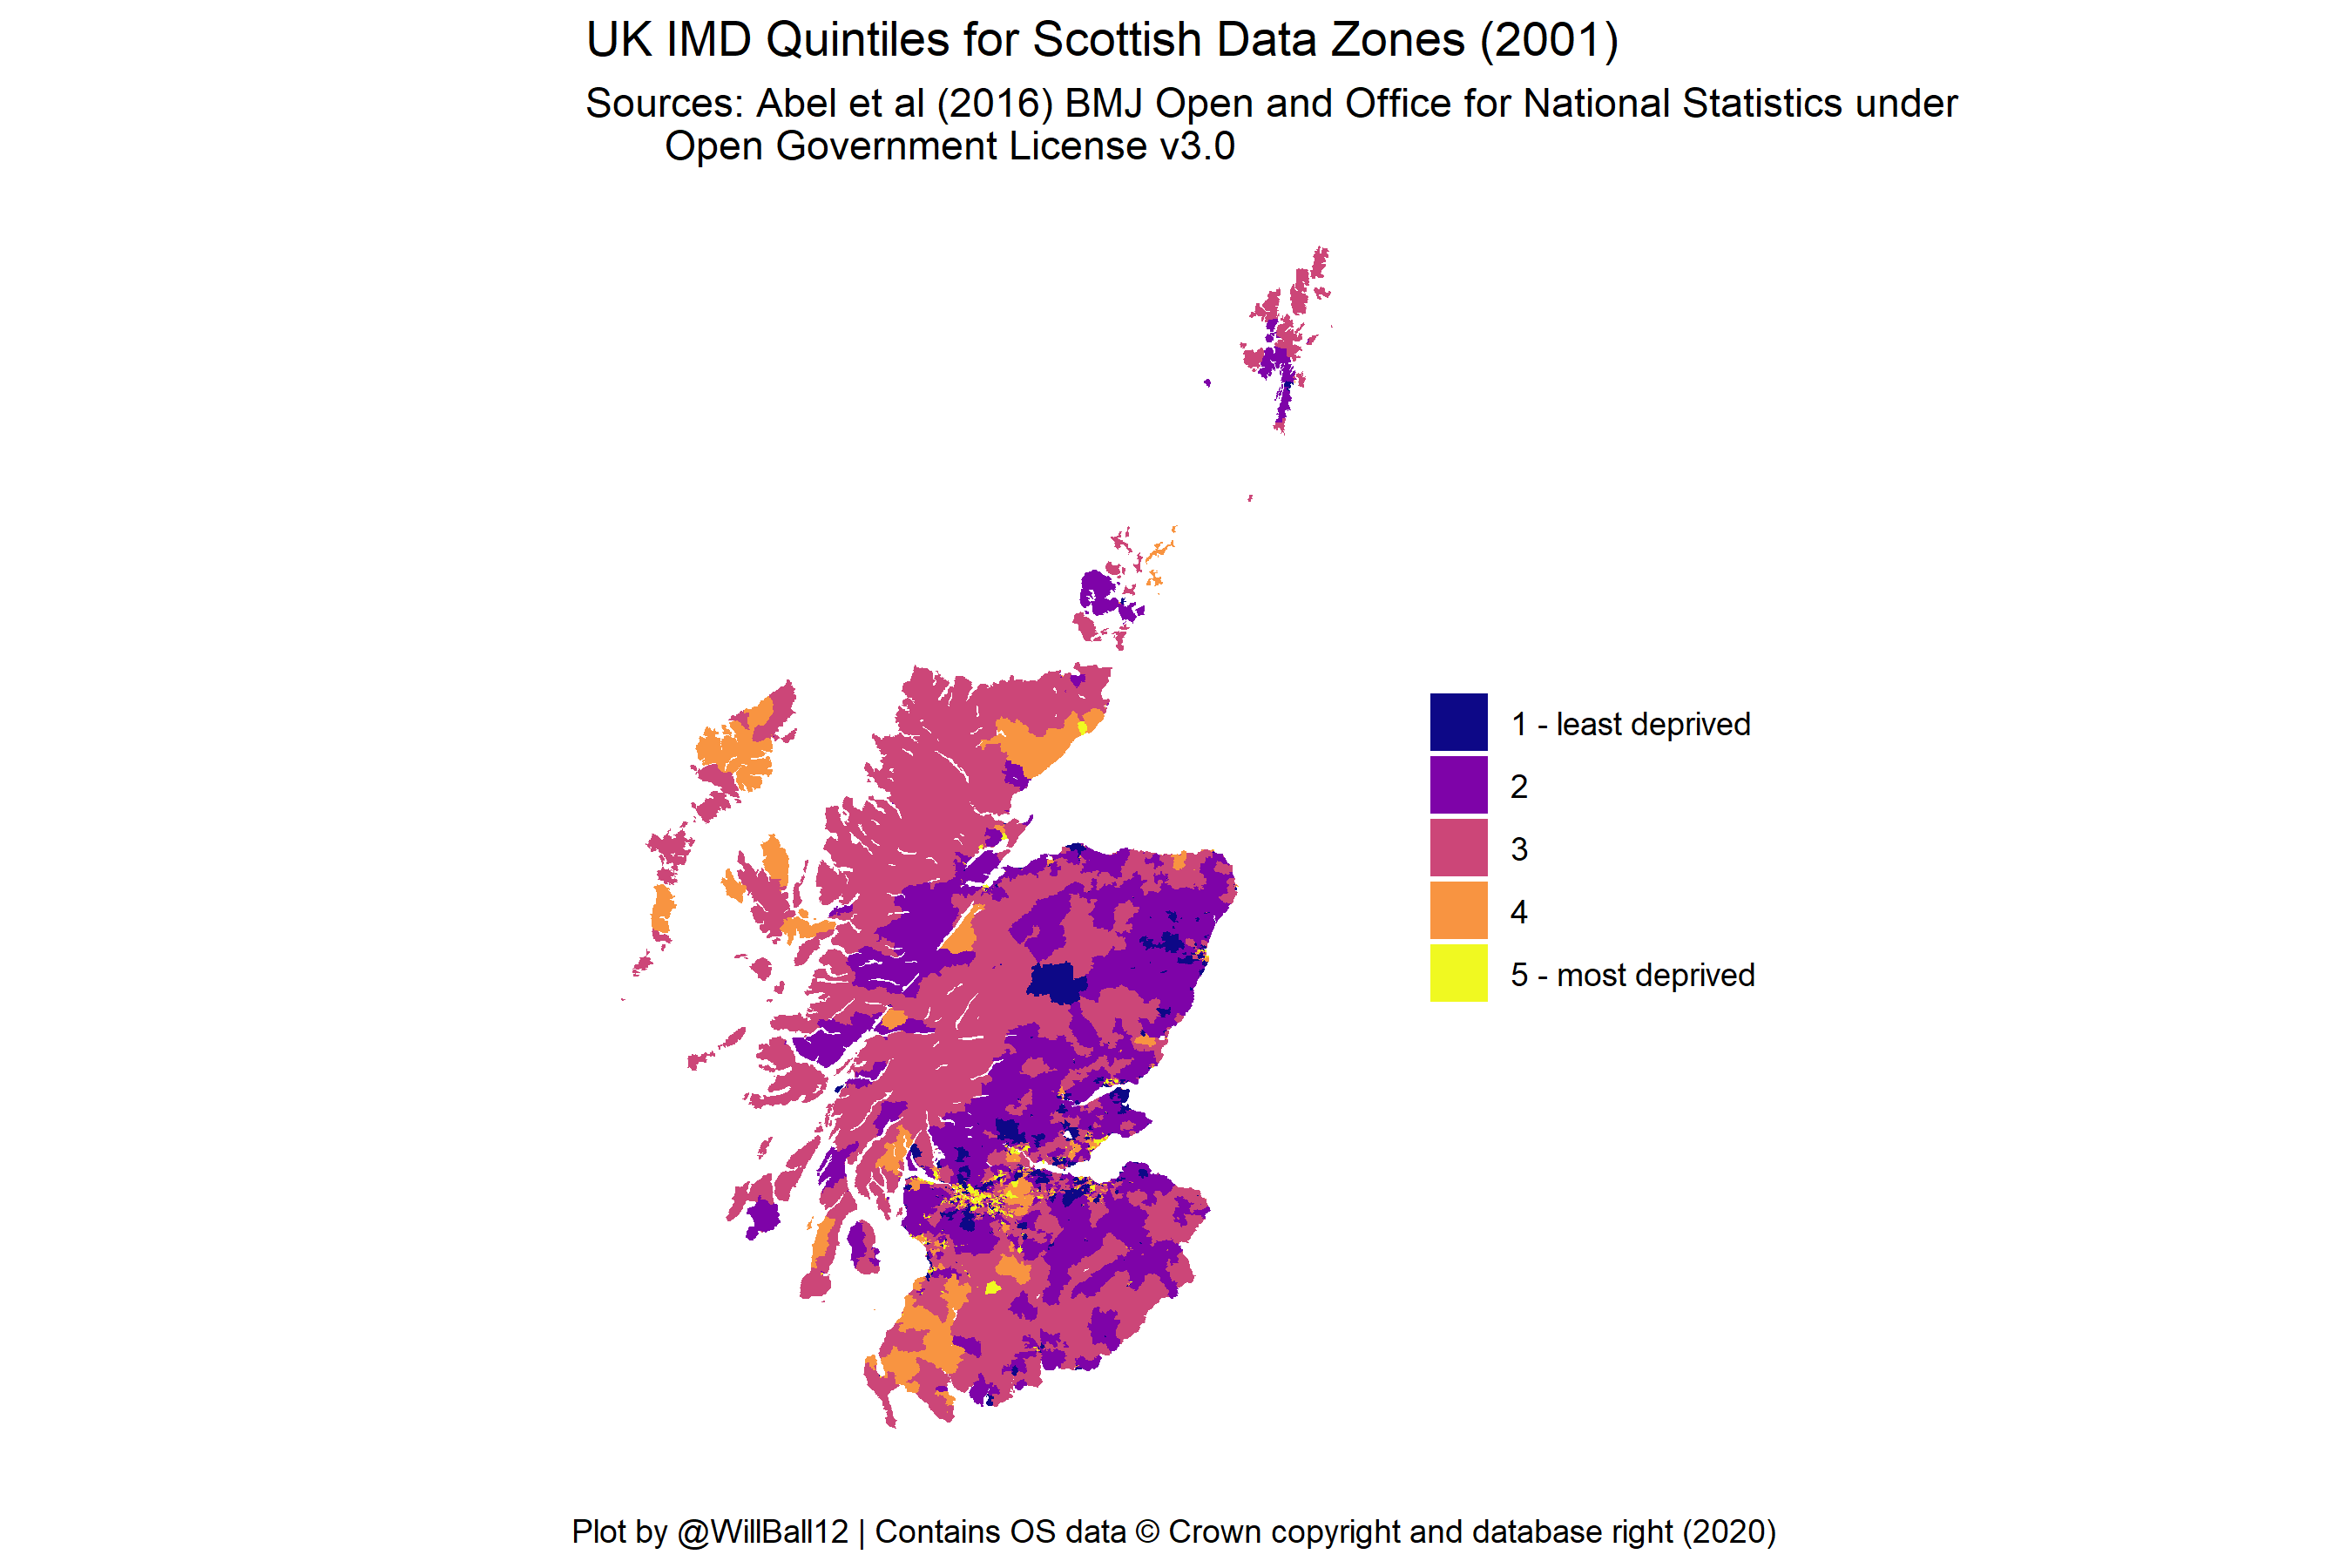 UK IMD Quintiles for Scottish Data Zones (2001)
Sources: Abel et al (2016) BMJ Open and Office for National Statistics under
Open Government License v3.0
1 - least deprived
2
3
4
5 - most deprived
Plot by @WillBall12 | Contains OS data © Crown copyright and database right (2020)